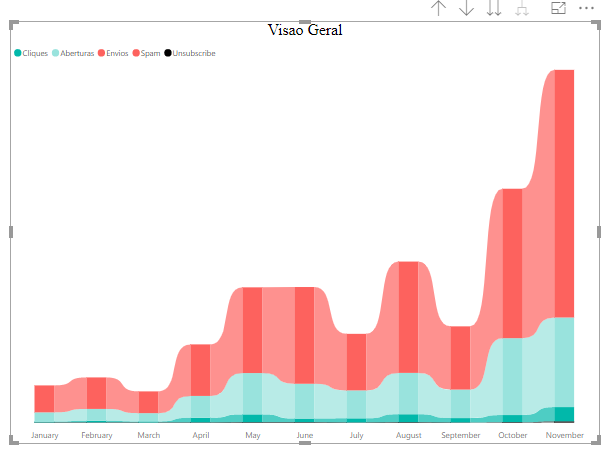 Visao Geral
Cliques Aberturas Envios Spam Unsubscribe
January February March April May June July August September October November